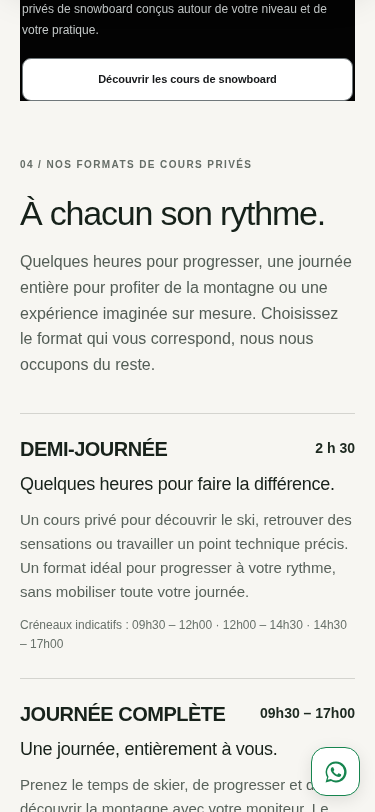 privés de snowboard conçus autour de votre niveau et de
votre pratique.
Découvrir les cours de snowboard
04 / NOS FORMATS DE COURS PRIVÉS
À chacun son rythme.
Quelques heures pour progresser, une journée
entière pour profiter de la montagne ou une
expérience imaginée sur mesure. Choisissez
le format qui vous correspond, nous nous
occupons du reste.
DEMI-JOURNÉE 2 h 30
Quelques heures pour faire la différence.
Un cours privé pour découvrir le ski, retrouver des
sensations ou travailler un point technique précis.
Un format idéal pour progresser à votre rythme,
sans mobiliser toute votre journée.
Créneaux indicatifs : 09h30 – 12h00 · 12h00 – 14h30 · 14h30
– 17h00
JOURNÉE COMPLÈTE 09h30 – 17h00
Une journée, entièrement à vous.
Prenez le temps de skier, de progresser et
découvrir la montagne avec votre moniteur. Le